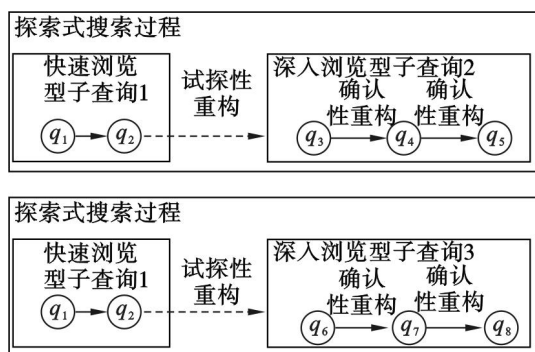 探索式搜索过程
快速浏览
型子查询1
q₁
q₂
试探性
重构
深入浏览型子查询2
确认
性重构
确认
性重构
q₃
q₄
q₅
探索式搜索过程
快速浏览
型子查询1
q₁
q₂
试探性
重构
深入浏览型子查询3
确认
性重构
确认
性重构
q₆
q₇
q₈